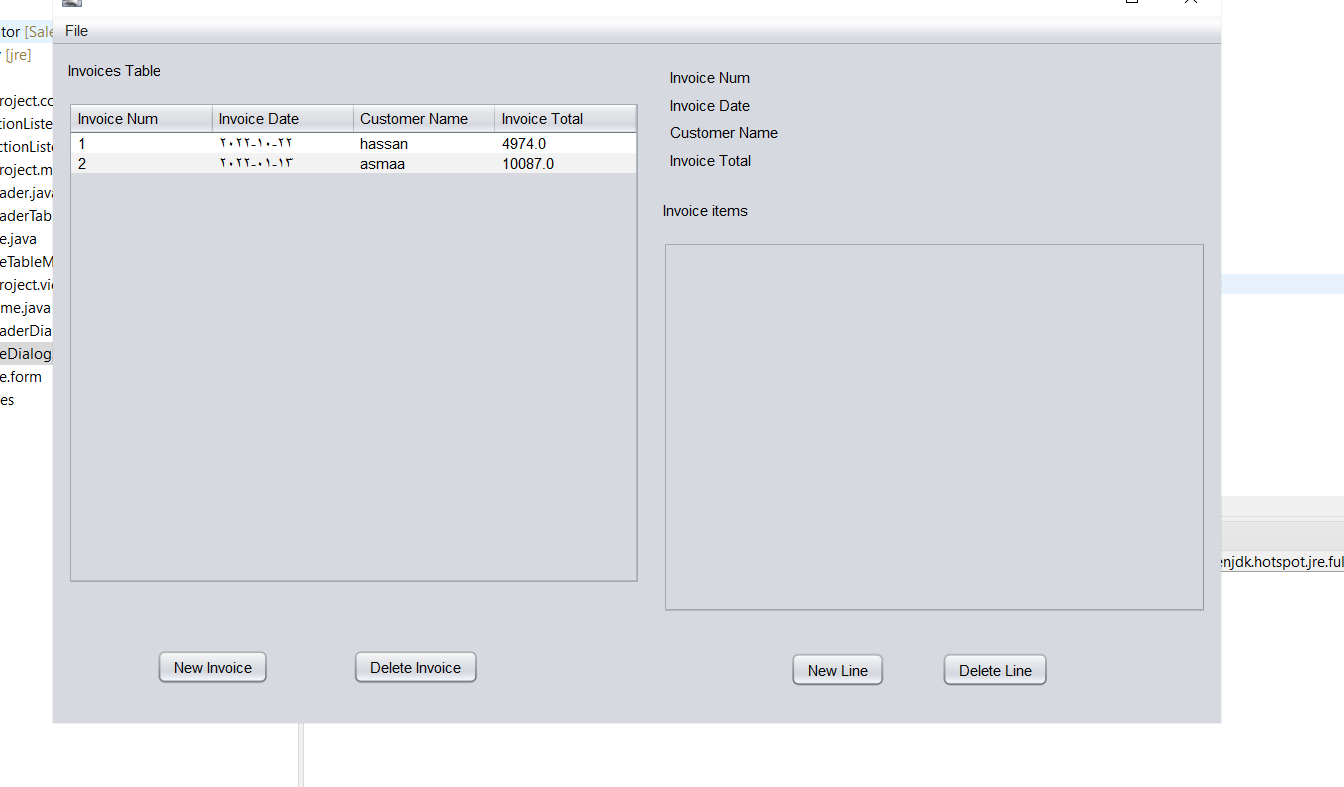 tor [Sale
[jre]
roject.co
tionListe
ctionListe
roject.m
ader.java
aderTab
e.java
eTableM
roject.vie
me.java
aderDia
eDialog
e.form
es
File
Invoices Table
Invoice Num Invoice Date Customer Name Invoice Total
1 ٢٠٢٢-١٠-٢٢ hassan 4974.0
2 ٢٠٢٢-٠١-١٣ asmaa 10087.0
New Invoice Delete Invoice
Invoice Num
Invoice Date
Customer Name
Invoice Total
Invoice items
New Line Delete Line
enjdk.hotspot.jre.ful